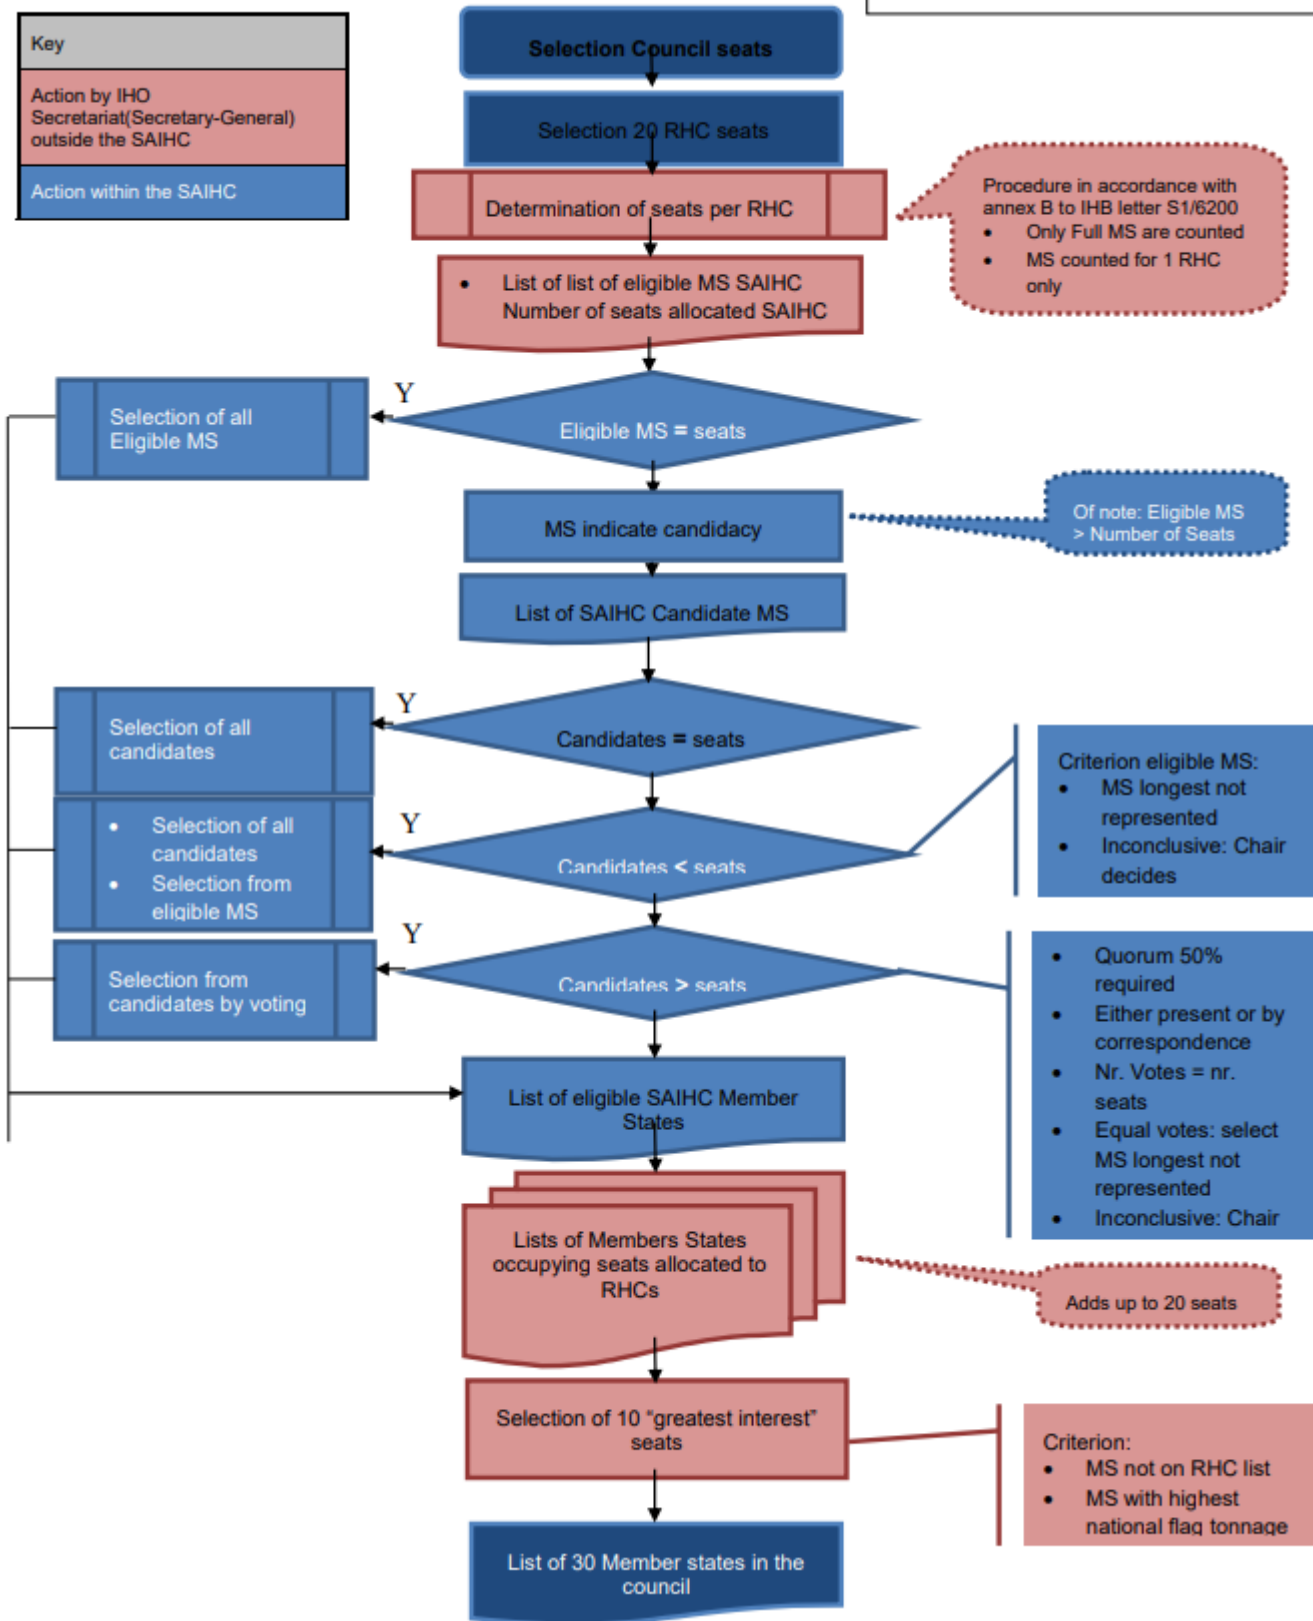 Key
Action by IHO
Secretariat(Secretary-General)
outside the SAIHC
Action within the SAIHC
Selection Council seats
Selection 20 RHC seats
Determination of seats per RHC
Procedure in accordance with
annex B to IHB letter S1/6200
• Only Full MS are counted
• MS counted for 1 RHC
only
• List of list of eligible MS SAIHC
Number of seats allocated SAIHC
Y
Selection of all
Eligible MS
Eligible MS = seats
MS indicate candidacy
Of note: Eligible MS
> Number of Seats
List of SAIHC Candidate MS
Y
Selection of all
candidates
Candidates = seats
Criterion eligible MS:
• MS longest not
represented
• Inconclusive: Chair
decides
Y
• Selection of all
candidates
• Selection from
eligible MS
Candidates < seats
Y
Selection from
candidates by voting
Candidates > seats
• Quorum 50%
required
• Either present or by
correspondence
• Nr. Votes = nr.
seats
• Equal votes: select
MS longest not
represented
• Inconclusive: Chair
List of eligible SAIHC Member
States
Lists of Members States
occupying seats allocated to
RHCs
Adds up to 20 seats
Selection of 10 “greatest interest”
seats
Criterion:
• MS not on RHC list
• MS with highest
national flag tonnage
List of 30 Member states in the
council